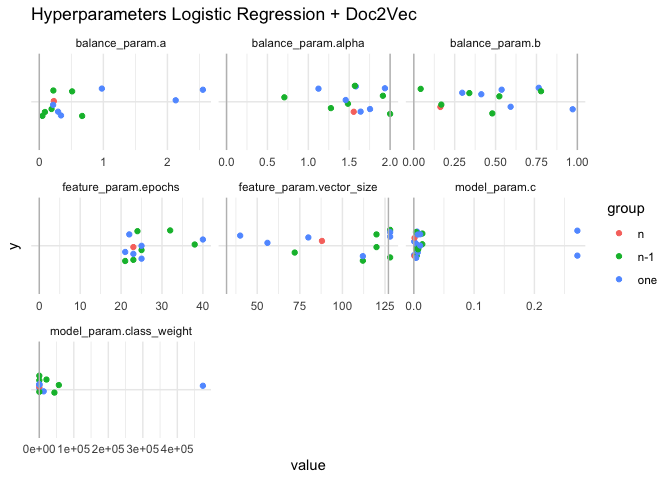 Hyperparameters Logistic Regression + Doc2Vec
balance_param.a balance_param.alpha balance_param.b
0 1 2 0.0 0.5 1.0 1.5 2.0 0.00 0.25 0.50 0.75 1.00
feature_param.epochs feature_param.vector_size model_param.c
0 10 20 30 40 50 75 100 125 0.0 0.1 0.2
model_param.class_weight
0e+00 1e+05 2e+05 3e+05 4e+05
value
y
group
n
n-1
one